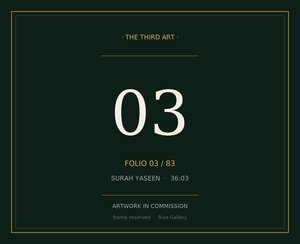 · THE THIRD ART ·
03
FOLIO 03 / 83
SURAH YASEEN · 36:03
ARTWORK IN COMMISSION
frame reserved · Biya Gallery